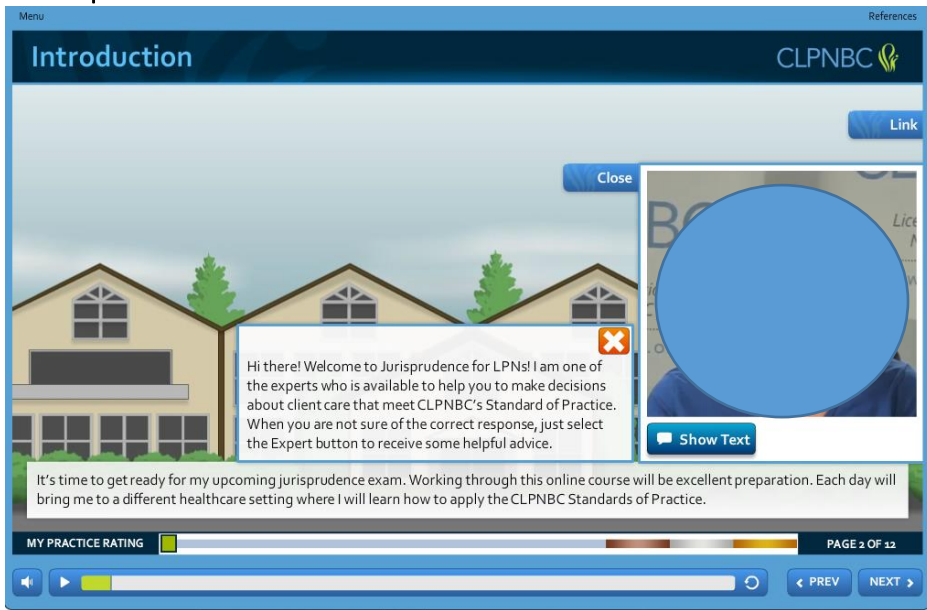 Menu
References
Introduction
CLPNBC
Link
Close
Hi there! Welcome to Jurisprudence for LPNs! I am one of
the experts who is available to help you to make decisions
about client care that meet CLPNBC's Standard of Practice.
When you are not sure of the correct response, just select
the Expert button to receive some helpful advice.
Show Text
It's time to get ready for my upcoming jurisprudence exam. Working through this online course will be excellent preparation. Each day will
bring me to a different healthcare setting where I will learn how to apply the CLPNBC Standards of Practice.
MY PRACTICE RATING
PAGE 2 OF 12
PREV
NEXT